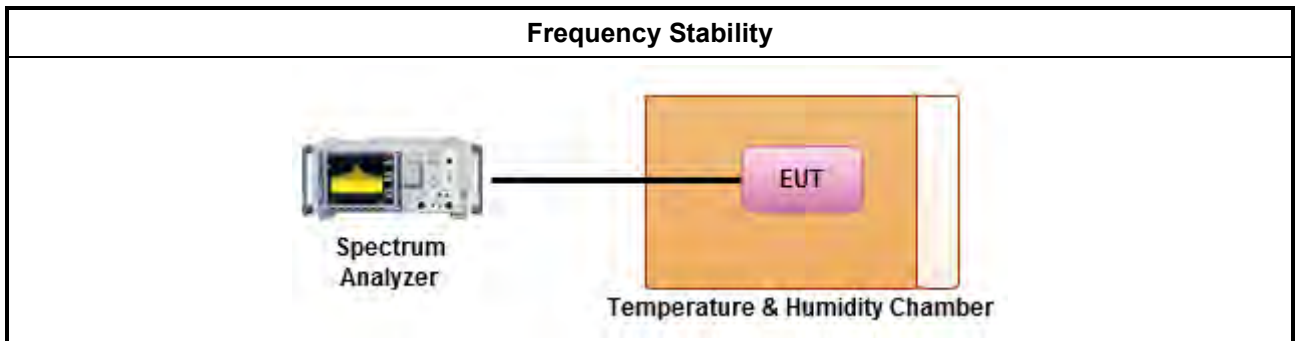 Frequency Stability
EUT
Spectrum
Analyzer
Temperature & Humidity Chamber